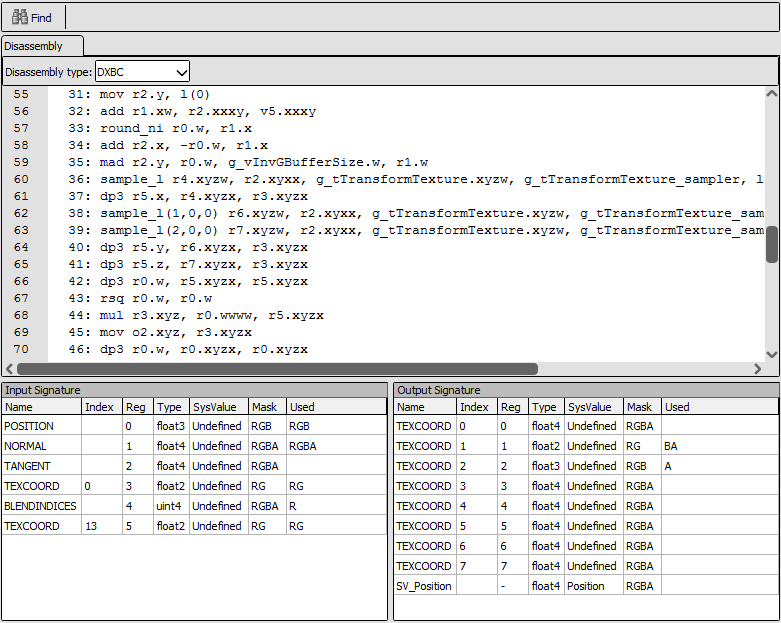 Find
Disassembly
Disassembly type: DXBC
55 31: mov r2.y, l(0)
56 32: add r1.xw, r2.xxxy, v5.xxxy
57 33: round_ni r0.w, r1.x
58 34: add r2.x, -r0.w, r1.x
59 35: mad r2.y, r0.w, g_vInvGBufferSize.w, r1.w
60 36: sample_l r4.xyzw, r2.xyxx, g_tTransformTexture.xyzw, g_tTransformTexture_sampler, l
61 37: dp3 r5.x, r4.xyzx, r3.xyzx
62 38: sample_l(1,0,0) r6.xyzw, r2.xyxx, g_tTransformTexture.xyzw, g_tTransformTexture_sam
63 39: sample_l(2,0,0) r7.xyzw, r2.xyxx, g_tTransformTexture.xyzw, g_tTransformTexture_sam
64 40: dp3 r5.y, r6.xyzx, r3.xyzx
65 41: dp3 r5.z, r7.xyzx, r3.xyzx
66 42: dp3 r0.w, r5.xyzx, r5.xyzx
67 43: rsq r0.w, r0.w
68 44: mul r3.xyz, r0.wwww, r5.xyzx
69 45: mov o2.xyz, r3.xyzx
70 46: dp3 r0.w, r0.xyzx, r0.xyzx
Input Signature
Name Index Reg Type SysValue Mask Used
POSITION 0 float3 Undefined RGB RGB
NORMAL 1 float4 Undefined RGBA RGBA
TANGENT 2 float4 Undefined RGBA
TEXCOORD 0 3 float2 Undefined RG RG
BLENDINDICES 4 uint4 Undefined RGBA R
TEXCOORD 13 5 float2 Undefined RG RG
Output Signature
Name Index Reg Type SysValue Mask Used
TEXCOORD 0 0 float4 Undefined RGBA
TEXCOORD 1 1 float2 Undefined RG BA
TEXCOORD 2 2 float3 Undefined RGB A
TEXCOORD 3 3 float4 Undefined RGBA
TEXCOORD 4 4 float4 Undefined RGBA
TEXCOORD 5 5 float4 Undefined RGBA
TEXCOORD 6 6 float4 Undefined RGBA
TEXCOORD 7 7 float4 Undefined RGBA
SV_Position - float4 Position RGBA